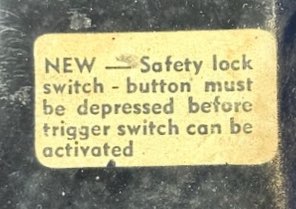 NEW — Safety lock
switch - button must
be depressed before
trigger switch can be
activated